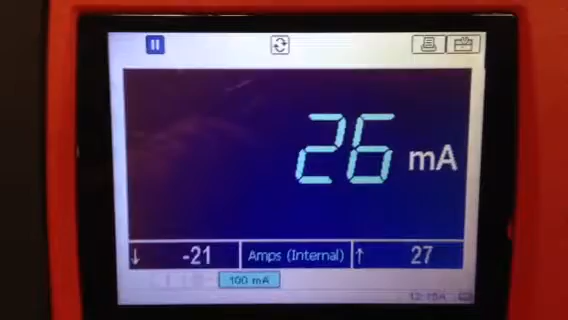 26 mA
↓ -21 Amps (Internal) ↑ 27
100 mA